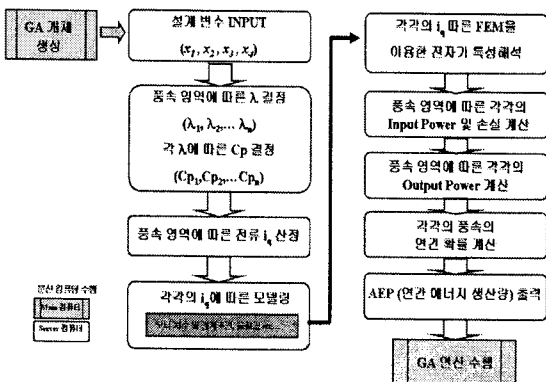 GA 개체
생성
설계 변수 INPUT
(x1, x2, x3, x4)
풍속 영역에 따른 λ 결정
(λ1, λ2,... λn)
각 λ에 따른 Cp 결정
(Cp1,Cp2,...Cpn)
풍속 영역에 따른 전류 iq 산정
각각의 iq에 따른 모델링
분산 컴퓨팅 수행
Main 컴퓨터
Server 컴퓨터
각각의 iq 따른 FEM을
이용한 전자기 특성해석
풍속 영역에 따른 각각의
Input Power 및 손실 계산
풍속 영역에 따른 각각의
Output Power 계산
각각의 풍속의
연간 확률 계산
AEP (연간 에너지 생산량) 출력
GA 연산 수행